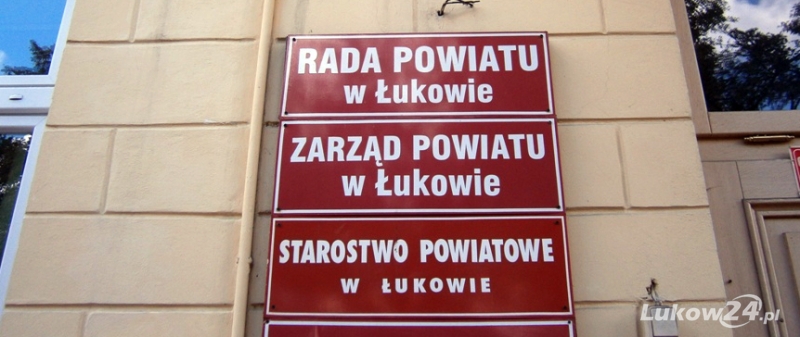 RADA POWIATU
w Łukowie
ZARZĄD POWIATU
w Łukowie
STAROSTWO POWIATOWE
W ŁUKOWIE
Lukow24.pl